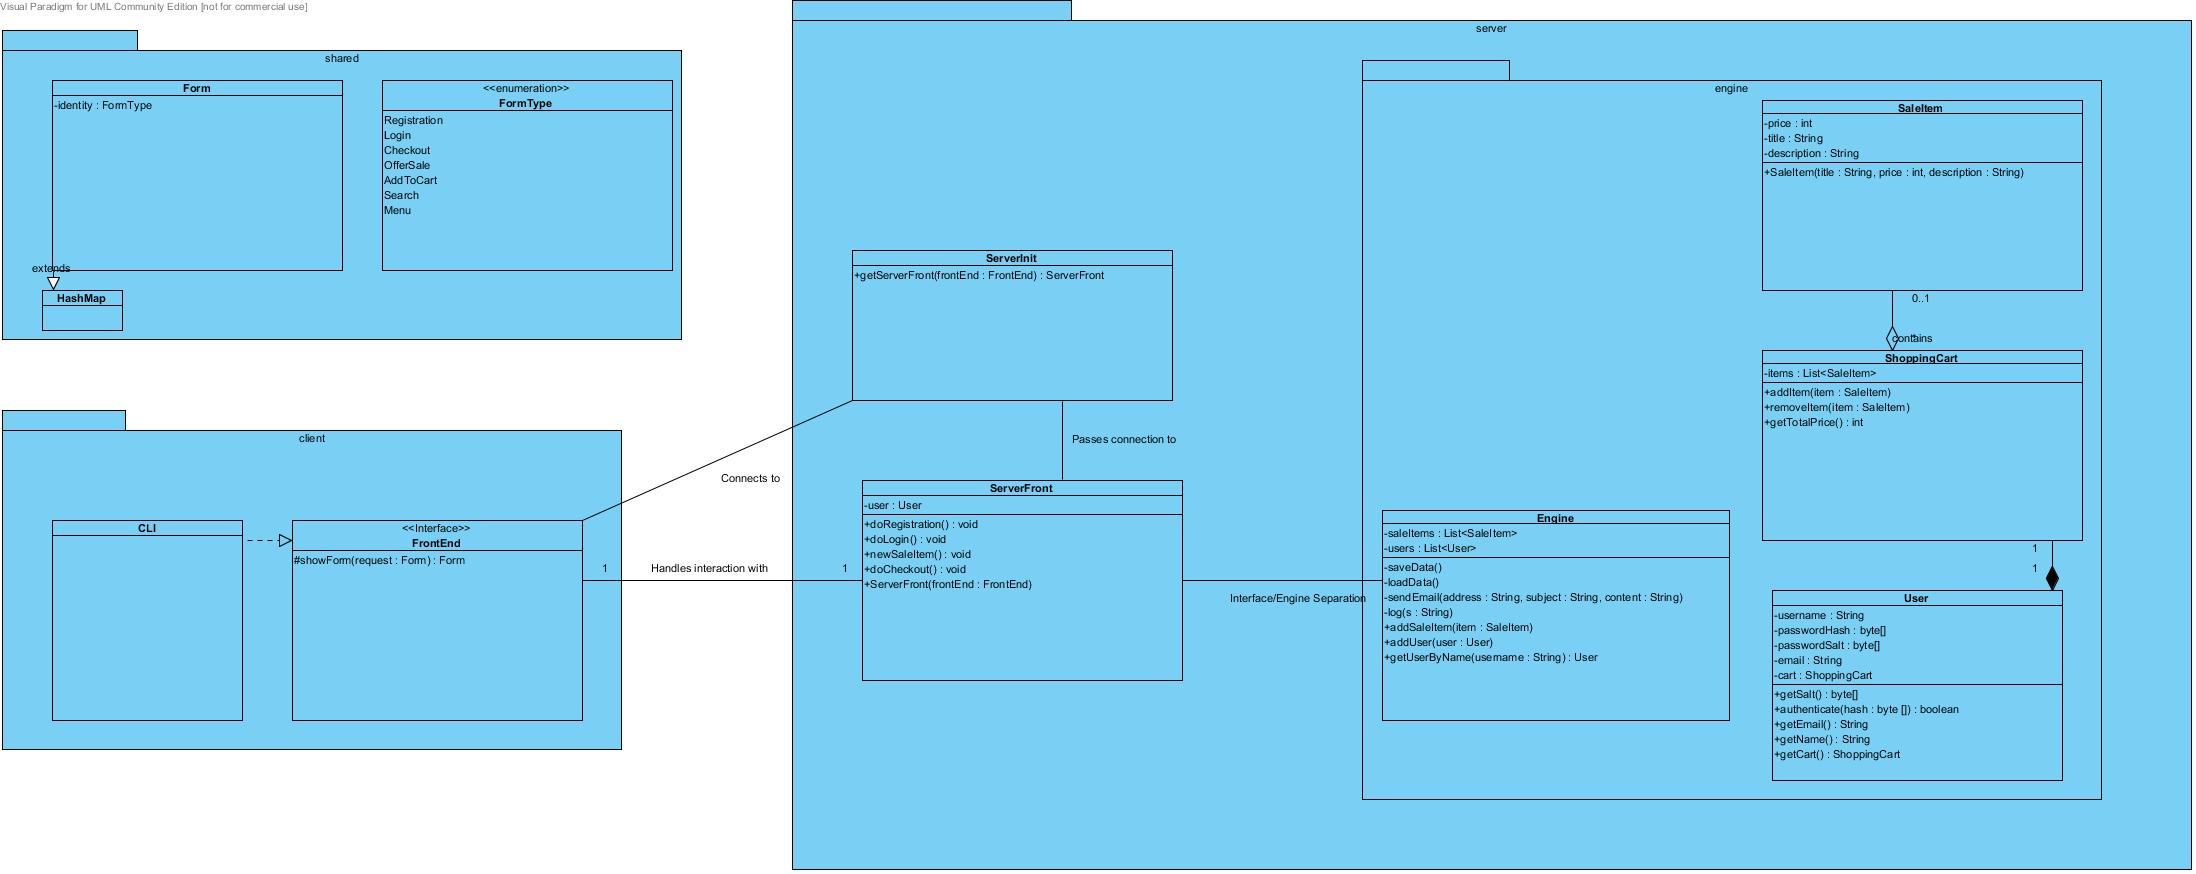 Visual Paradigm for UML Community Edition [not for commercial use]
shared
Form
-identity : FormType
<<enumeration>>
FormType
Registration
Login
Checkout
OfferSale
AddToCart
Search
Menu
extends
HashMap
client
CLI
<<Interface>>
FrontEnd
#showForm(request : Form) : Form
Connects to
1
Handles interaction with
1
server
ServerInit
+getServerFront(frontEnd : FrontEnd) : ServerFront
Passes connection to
ServerFront
-user : User
+doRegistration() : void
+doLogin() : void
+newSaleItem() : void
+doCheckout() : void
+ServerFront(frontEnd : FrontEnd)
Interface/Engine Separation
engine
Engine
-saleItems : List<SaleItem>
-users : List<User>
-saveData()
-loadData()
-sendEmail(address : String, subject : String, content : String)
-log(s : String)
+addSaleItem(item : SaleItem)
+addUser(user : User)
+getUserByName(username : String) : User
SaleItem
-price : int
-title : String
-description : String
+SaleItem(title : String, price : int, description : String)
0..1
contains
ShoppingCart
-items : List<SaleItem>
+addItem(item : SaleItem)
+removeItem(item : SaleItem)
+getTotalPrice() : int
1
1
User
-username : String
-passwordHash : byte[]
-passwordSalt : byte[]
-email : String
-cart : ShoppingCart
+getSalt() : byte[]
+authenticate(hash : byte []) : boolean
+getEmail() : String
+getName() : String
+getCart() : ShoppingCart